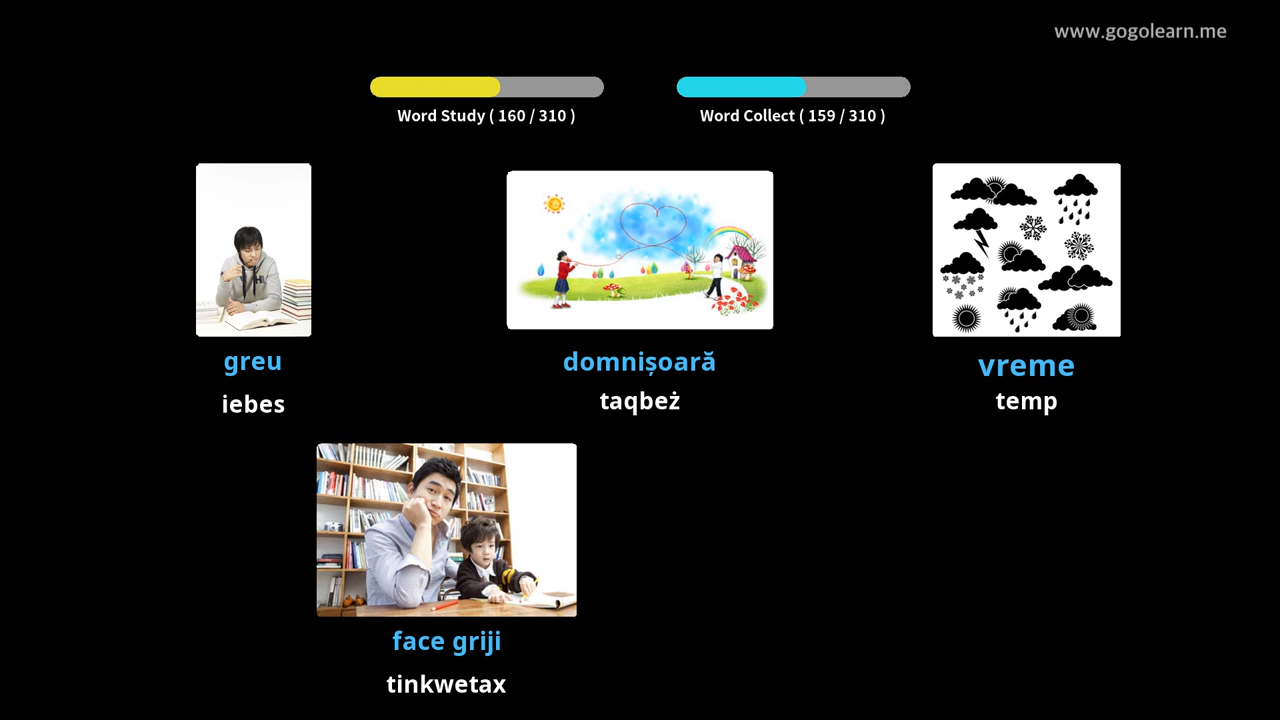 www.gogolearn.me
Word Study ( 160 / 310 )
Word Collect ( 159 / 310 )
greu
iebes
domnișoară
taqbeż
vreme
temp
face griji
tinkwetax